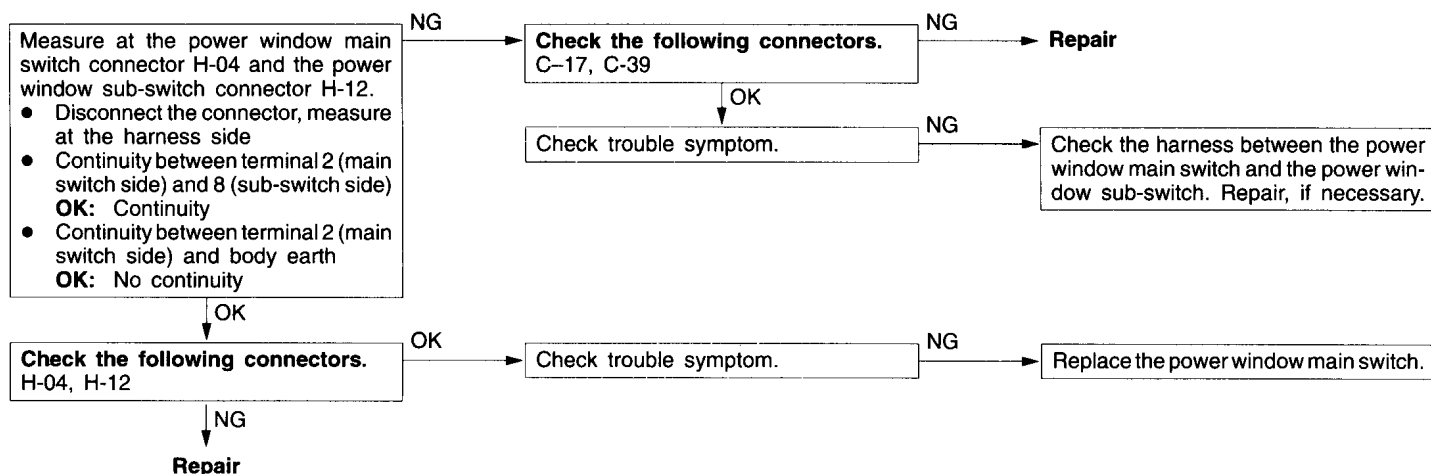 Measure at the power window main
switch connector H-04 and the power
window sub-switch connector H-12.
● Disconnect the connector, measure
at the harness side
● Continuity between terminal 2 (main
switch side) and 8 (sub-switch side)
OK: Continuity
● Continuity between terminal 2 (main
switch side) and body earth
OK: No continuity
NG
Check the following connectors.
C–17, C-39
NG
Repair
OK
Check trouble symptom.
NG
Check the harness between the power
window main switch and the power win-
dow sub-switch. Repair, if necessary.
OK
Check the following connectors.
H-04, H-12
OK
Check trouble symptom.
NG
Replace the power window main switch.
NG
Repair